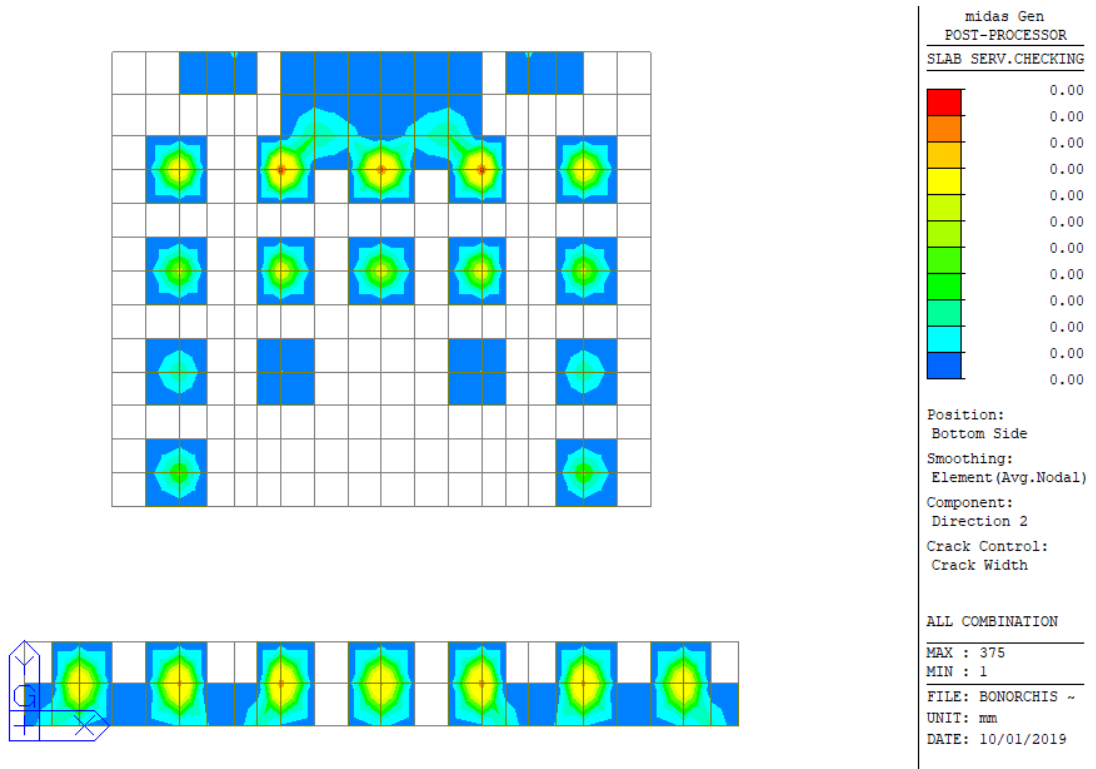 midas Gen
POST-PROCESSOR
SLAB SERV.CHECKING
0.00
0.00
0.00
0.00
0.00
0.00
0.00
0.00
0.00
0.00
0.00
0.00
Position:
Bottom Side
Smoothing:
Element(Avg.Nodal)
Component:
Direction 2
Crack Control:
Crack Width
ALL COMBINATION
MAX : 375
MIN : 1
FILE: BONORCHIS ~
UNIT: mm
DATE: 10/01/2019
Y
G
X